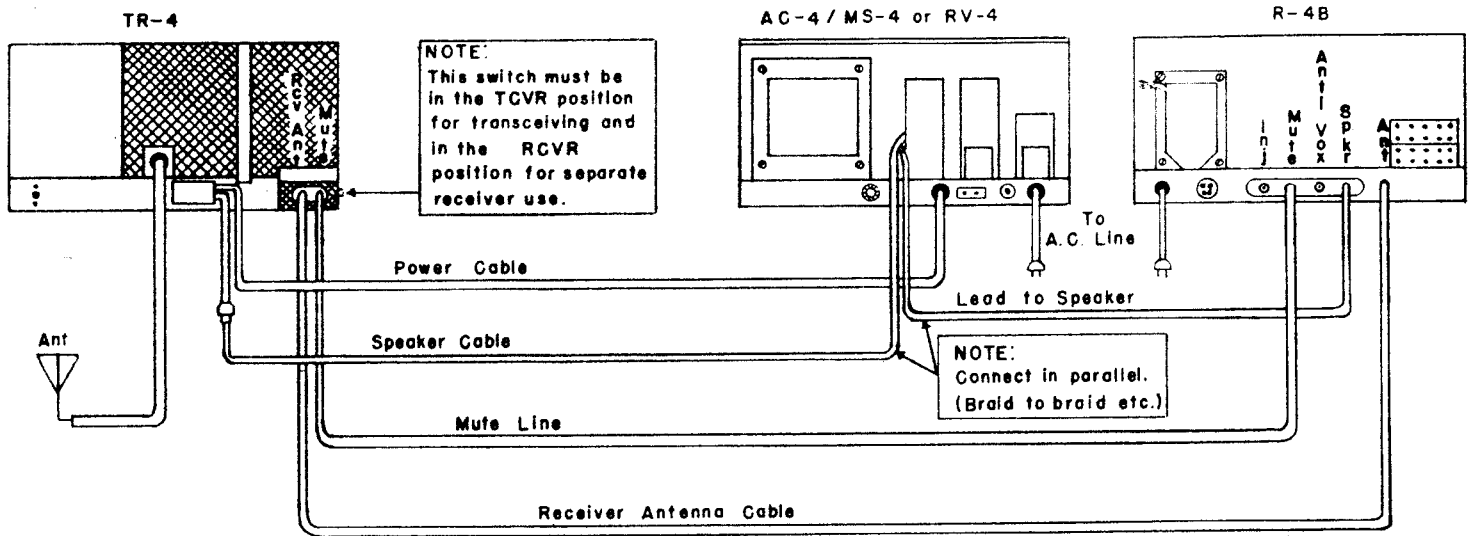 TR-4
AC-4 / MS-4 or RV-4
R-4B
NOTE:
This switch must be
in the TCVR position
for transceiving and
in the RCVR
position for separate
receiver use.
Rcv Ant
Mute
Inj
Mute
Anti Vox
Spkr
Ant
To
A.C. Line
Power Cable
Lead to Speaker
Speaker Cable
Ant
NOTE:
Connect in parallel.
(Braid to braid etc.)
Mute Line
Receiver Antenna Cable